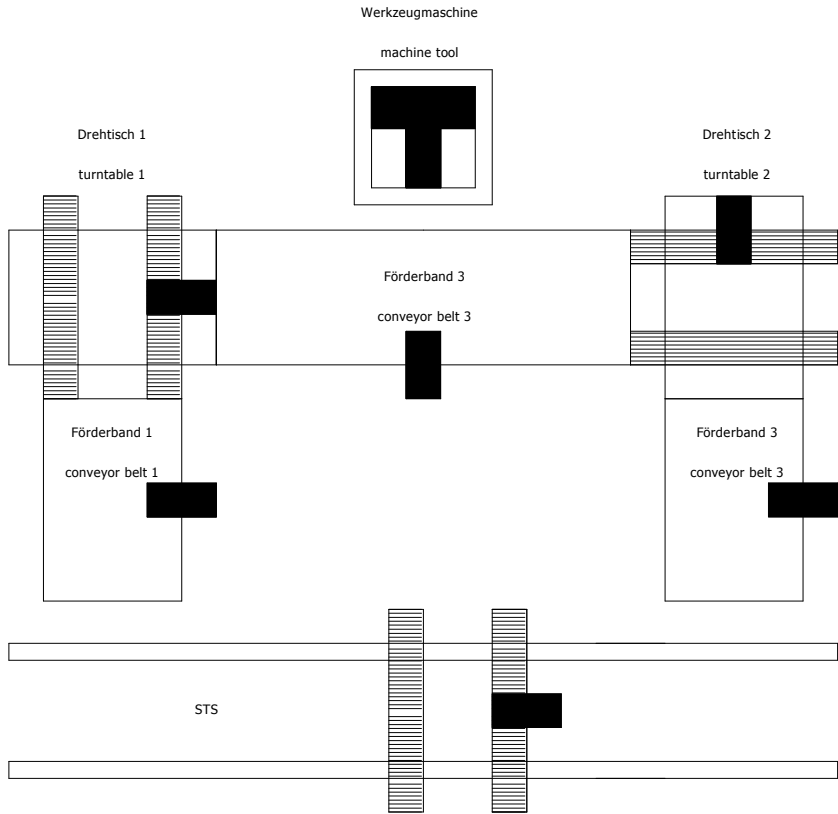 Werkzeugmaschine
machine tool
Drehtisch 1
turntable 1
Drehtisch 2
turntable 2
Förderband 3
conveyor belt 3
Förderband 1
conveyor belt 1
Förderband 3
conveyor belt 3
STS